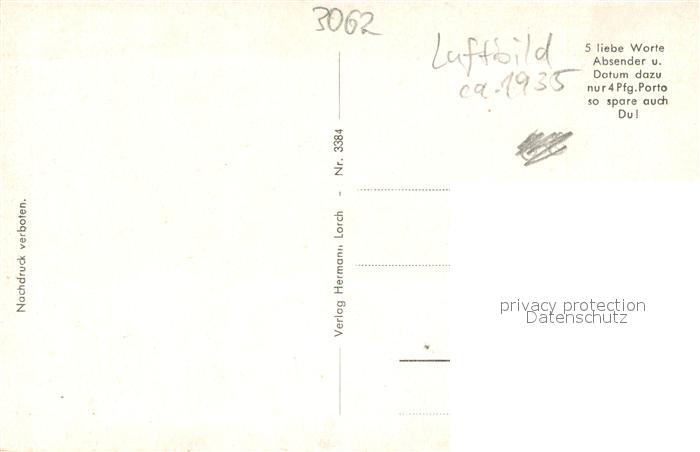 3062
Luftbild
ca. 1935
5 liebe Worte
Absender u.
Datum dazu
nur 4 Pfg. Porto
so spare auch
Du!
Nachdruck verboten.
Verlag Hermann Lorch - Nr. 3384
privacy protection
Datenschutz